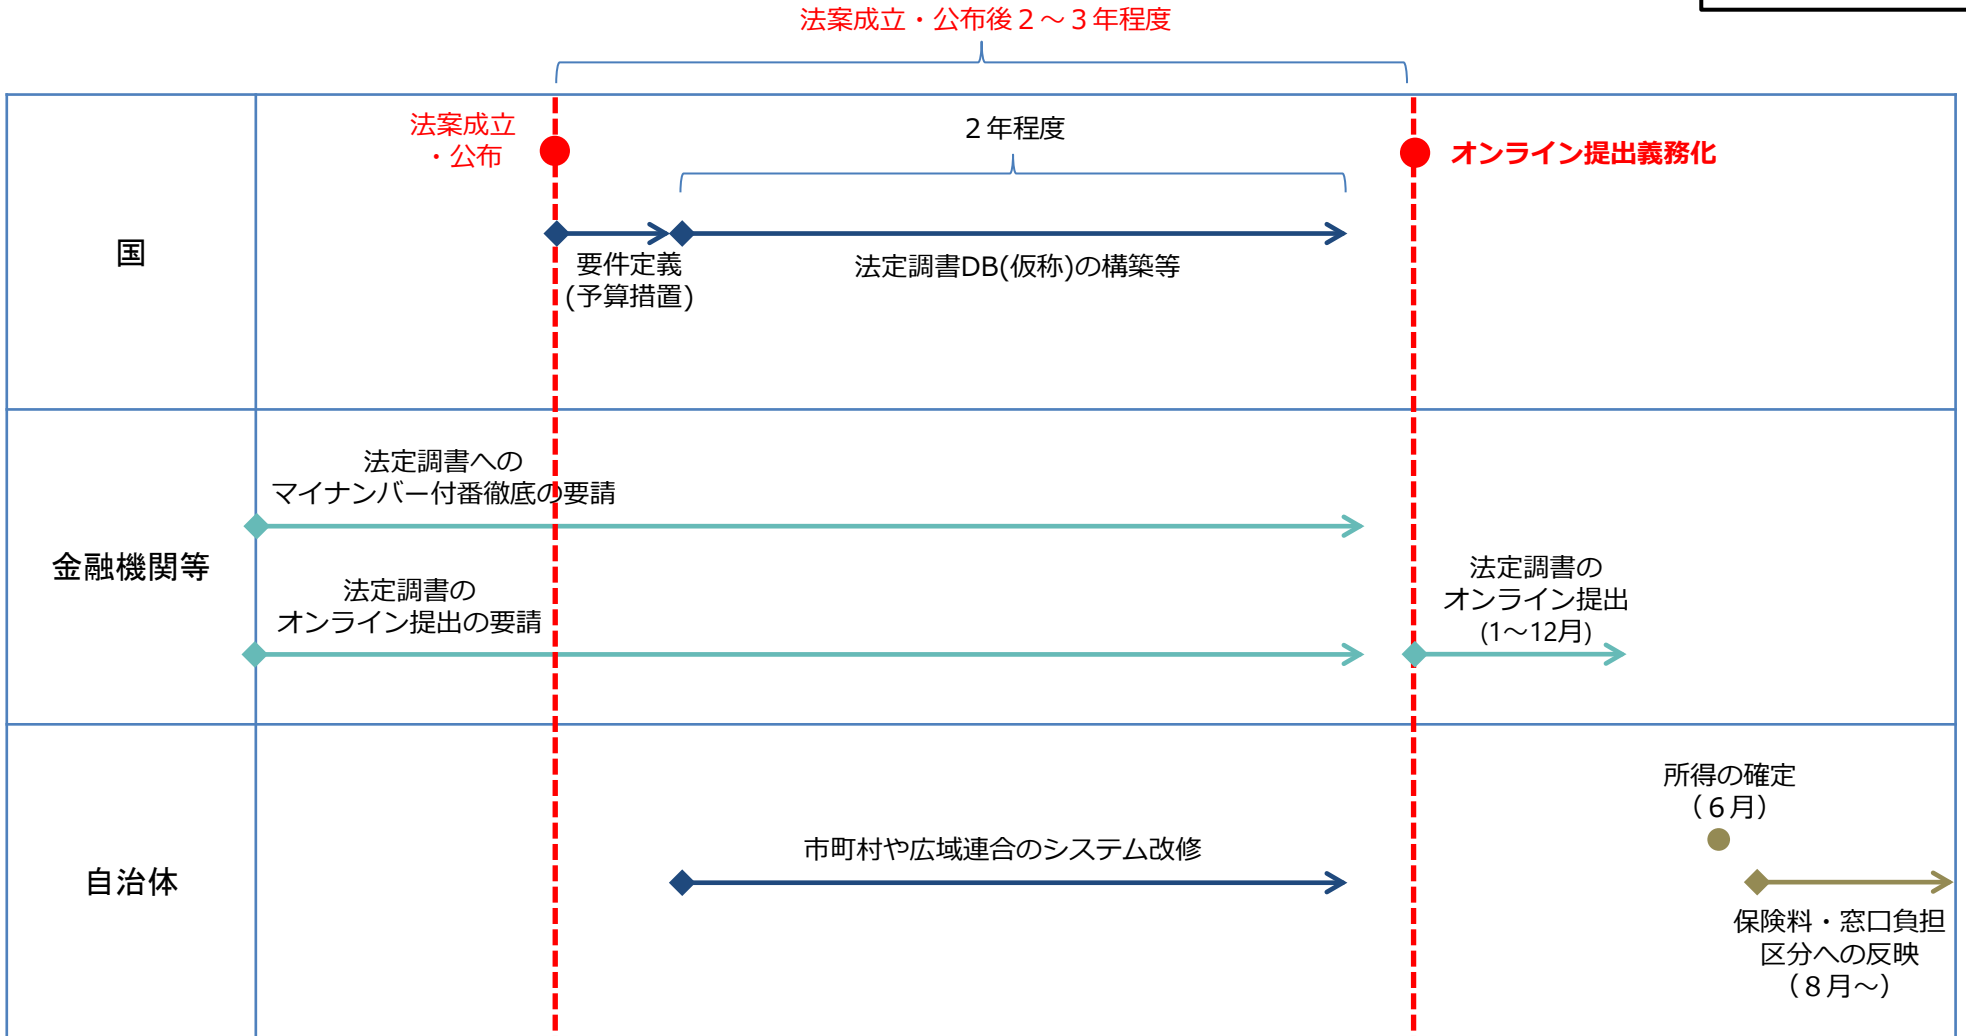 法案成立・公布後２～３年程度
法案成立
・公布
２年程度
オンライン提出義務化
国
要件定義
(予算措置)
法定調書DB(仮称)の構築等
法定調書への
マイナンバー付番徹底の要請
金融機関等
法定調書の
オンライン提出の要請
法定調書の
オンライン提出
(1～12月)
所得の確定
（６月）
自治体
市町村や広域連合のシステム改修
保険料・窓口負担
区分への反映
（８月～）